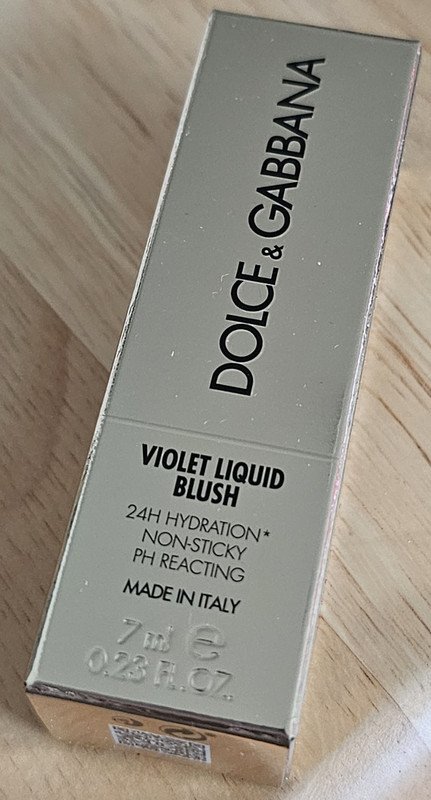 DOLCE & GABBANA
VIOLET LIQUID
BLUSH
24H HYDRATION*
NON-STICKY
PH REACTING
MADE IN ITALY
7 ml e
0.23 FL. OZ.